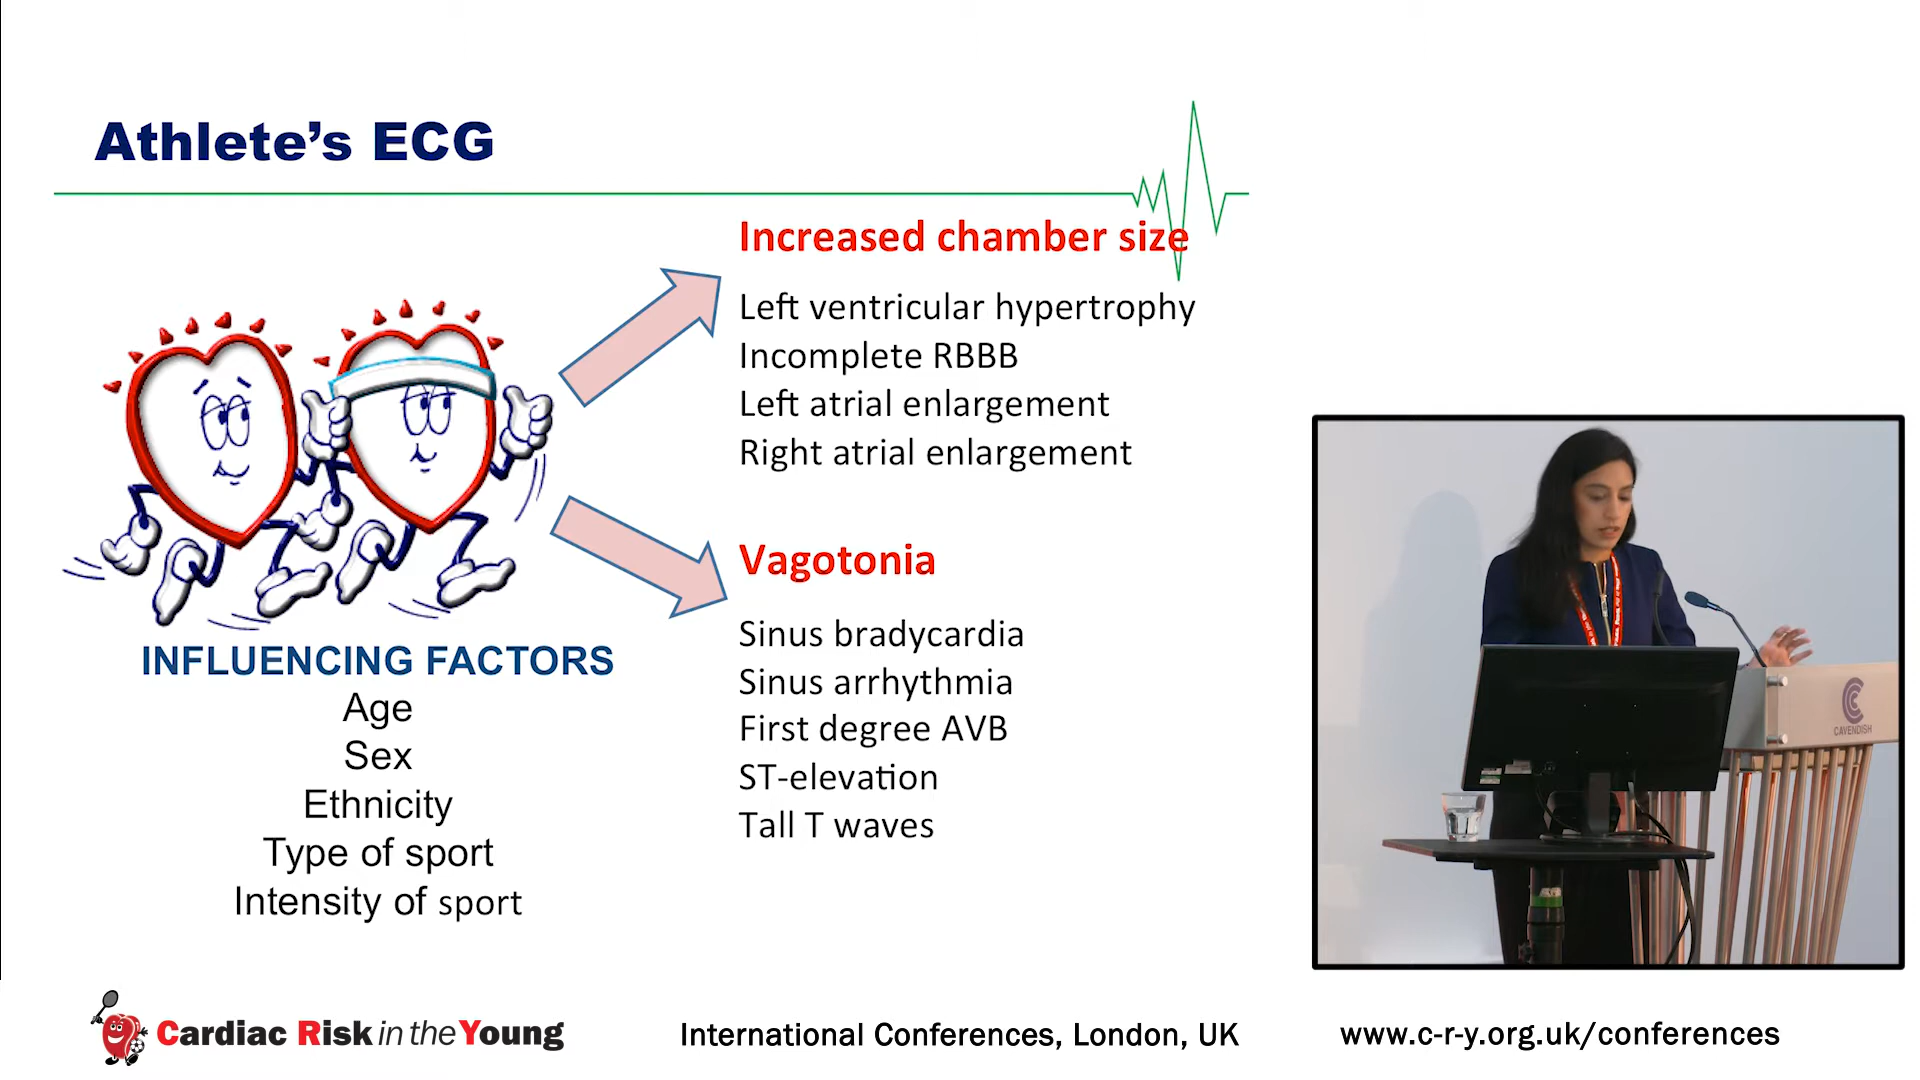 Athlete's ECG
Increased chamber size
Left ventricular hypertrophy
Incomplete RBBB
Left atrial enlargement
Right atrial enlargement
Vagotonia
Sinus bradycardia
Sinus arrhythmia
First degree AVB
ST-elevation
Tall T waves
INFLUENCING FACTORS
Age
Sex
Ethnicity
Type of sport
Intensity of sport
CAVENDISH
Cardiac Risk in the Young
International Conferences, London, UK
www.c-r-y.org.uk/conferences